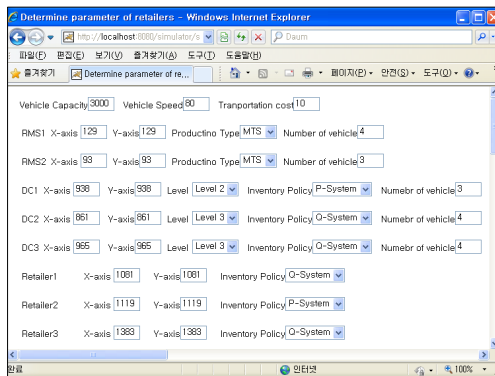 Determine parameter of retailers - Windows Internet Explorer
http://localhost:8080/simulator/s
Daum
파일(F) 편집(E) 보기(V) 즐겨찾기(A) 도구(T) 도움말(H)
즐겨찾기 Determine parameter of re... 페이지(P) 안전(S) 도구(O)
Vehicle Capacity 3000 Vehicle Speed 80 Tranportation cost 10
RMS1 X-axis 129 Y-axis 129 Productino Type MTS Number of vehicle 4
RMS2 X-axis 93 Y-axis 93 Productino Type MTS Number of vehicle 3
DC1 X-axis 938 Y-axis 938 Level Level 2 Inventory Policy P-System Numebr of vehicle 3
DC2 X-axis 861 Y-axis 861 Level Level 3 Inventory Policy Q-System Numebr of vehicle 4
DC3 X-axis 965 Y-axis 965 Level Level 3 Inventory Policy Q-System Numebr of vehicle 4
Retailer1 X-axis 1081 Y-axis 1081 Inventory Policy Q-System
Retailer2 X-axis 1119 Y-axis 1119 Inventory Policy P-System
Retailer3 X-axis 1383 Y-axis 1383 Inventory Policy Q-System
완료 인터넷 100%